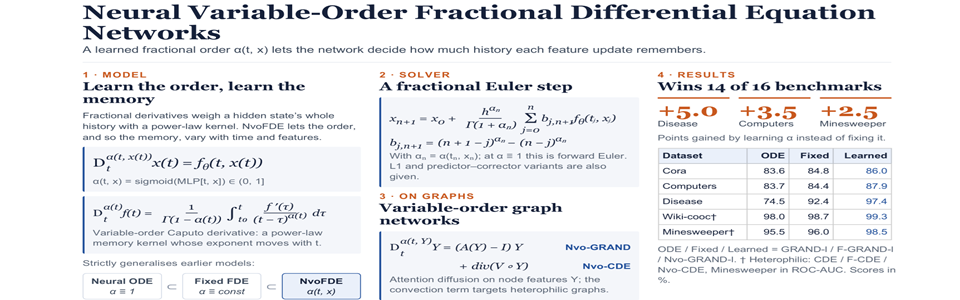 Neural Variable-Order Fractional Differential Equation
Networks
A learned fractional order α(t, x) lets the network decide how much history each feature update remembers.
1 · MODEL
Learn the order, learn the
memory
Fractional derivatives weigh a hidden state's whole
history with a power-law kernel. NvoFDE lets the order,
and so the memory, vary with time and features.
D_t^{α(t, x(t))} x(t) = f_θ(t, x(t))
α(t, x) = sigmoid(MLP[t, x]) ∈ (0, 1]
D_t^{α(t)} f(t) = 1 / Γ(1 − α(t)) ∫_{t₀}^{t} f ′(τ) / (t − τ)^{α(t)} dτ
Variable-order Caputo derivative: a power-law
memory kernel whose exponent moves with t.
Strictly generalises earlier models:
Neural ODE ⊂ Fixed FDE ⊂ NvoFDE
α ≡ 1 α ≡ const α(t, x)
2 · SOLVER
A fractional Euler step
x_{n+1} = x₀ + h^{αₙ} / Γ(1 + αₙ) ∑_{j=0}^{n} b_{j,n+1} f_θ(t_j, x_j)
b_{j,n+1} = (n + 1 − j)^{αₙ} − (n − j)^{αₙ}
With αₙ = α(tₙ, xₙ); at α ≡ 1 this is forward Euler.
L1 and predictor–corrector variants are also
given.
3 · ON GRAPHS
Variable-order graph
networks
D_t^{α(t, Y)} Y = (A(Y) − I) Y Nvo-GRAND
+ div(V ∘ Y) Nvo-CDE
Attention diffusion on node features Y; the
convection term targets heterophilic graphs.
4 · RESULTS
Wins 14 of 16 benchmarks
+5.0 +3.5 +2.5
Disease Computers Minesweeper
Points gained by learning α instead of fixing it.
Dataset ODE Fixed Learned
Cora 83.6 84.8 86.0
Computers 83.7 84.4 87.9
Disease 74.5 92.4 97.4
Wiki-cooc† 98.0 98.7 99.3
Minesweeper† 95.5 96.0 98.5
ODE / Fixed / Learned = GRAND-l / F-GRAND-l
/ Nvo-GRAND-l. † Heterophilic: CDE / F-CDE /
Nvo-CDE, Minesweeper in ROC-AUC. Scores in
%.